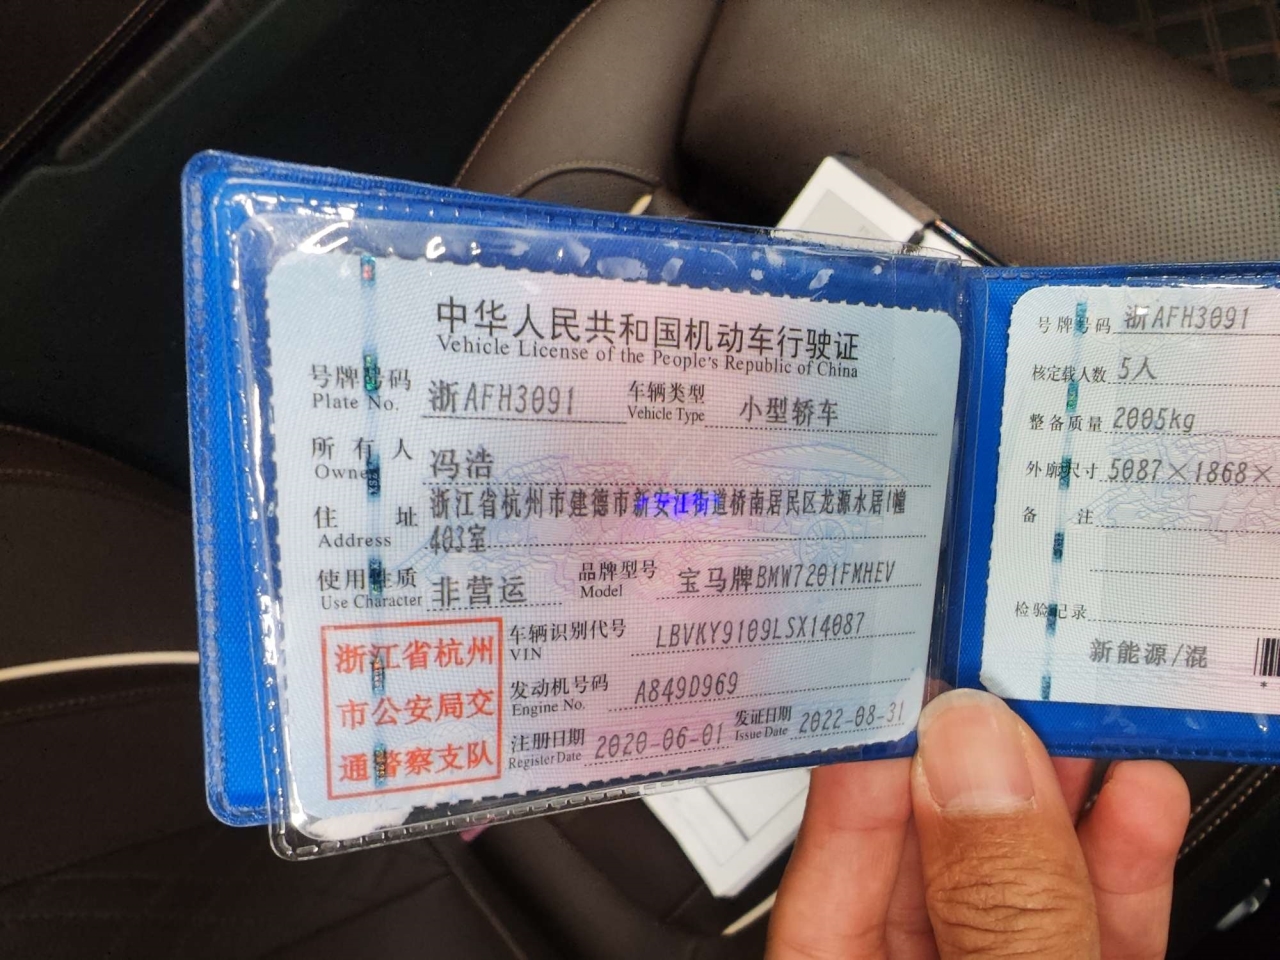 中华人民共和国机动车行驶证
Vehicle License of the People's Republic of China
号牌号码 浙AFH3091 车辆类型 小型轿车
Plate No. Vehicle Type
所有人 冯浩
Owner
住址 浙江省杭州市建德市新安江街道桥南居民区龙源水居1幢
Address 403室
使用性质 非营运 品牌型号 宝马牌BMW7201FMHEV
Use Character Model
浙江省杭州
市公安局交
通警察支队
车辆识别代号 LBVKY9109LSX14087
VIN
发动机号码 A849D969
Engine No.
注册日期 2020-06-01 发证日期 2022-08-31
Register Date Issue Date
号牌号码 浙AFH3091
核定载人数 5人
整备质量 2005kg
外廓尺寸 5087×1868×
备注
检验记录
新能源/混
*